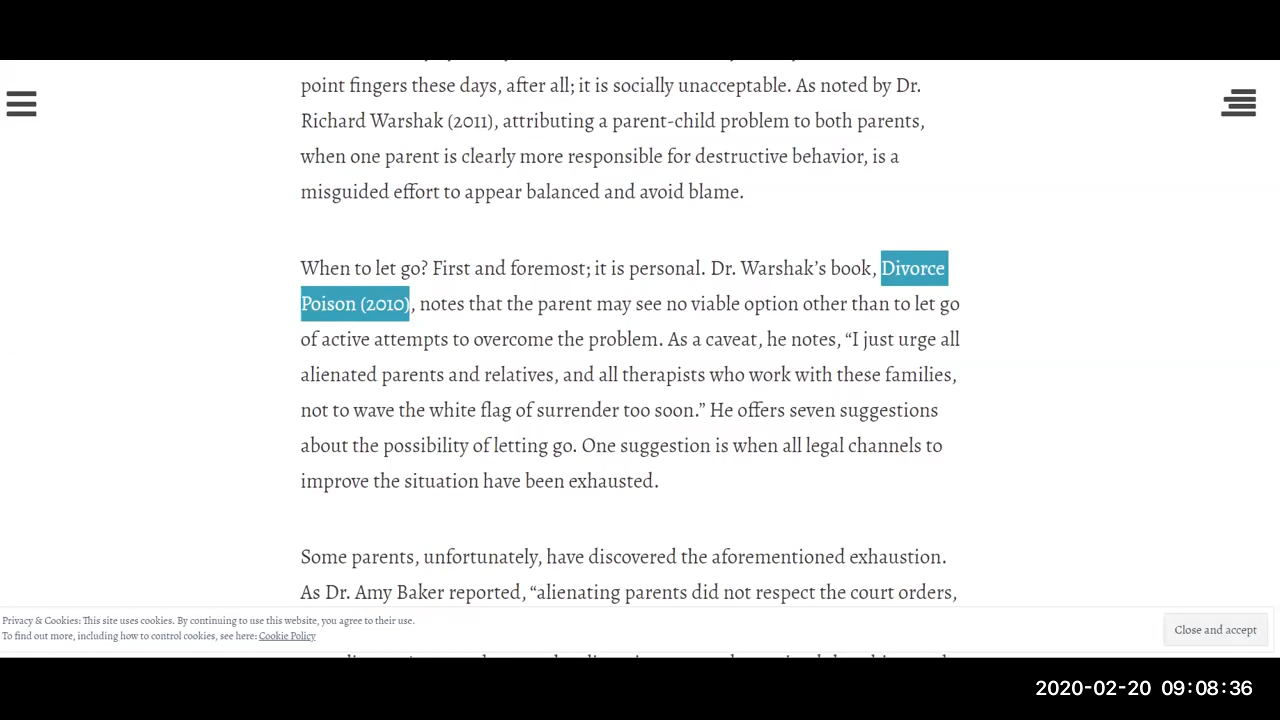 point fingers these days, after all; it is socially unacceptable. As noted by Dr.
Richard Warshak (2011), attributing a parent-child problem to both parents,
when one parent is clearly more responsible for destructive behavior, is a
misguided effort to appear balanced and avoid blame.
When to let go? First and foremost; it is personal. Dr. Warshak’s book, Divorce
Poison (2010), notes that the parent may see no viable option other than to let go
of active attempts to overcome the problem. As a caveat, he notes, “I just urge all
alienated parents and relatives, and all therapists who work with these families,
not to wave the white flag of surrender too soon.” He offers seven suggestions
about the possibility of letting go. One suggestion is when all legal channels to
improve the situation have been exhausted.
Some parents, unfortunately, have discovered the aforementioned exhaustion.
As Dr. Amy Baker reported, “alienating parents did not respect the court orders,
Privacy & Cookies: This site uses cookies. By continuing to use this website, you agree to their use.
To find out more, including how to control cookies, see here: Cookie Policy
Close and accept
2020-02-20 09:08:36